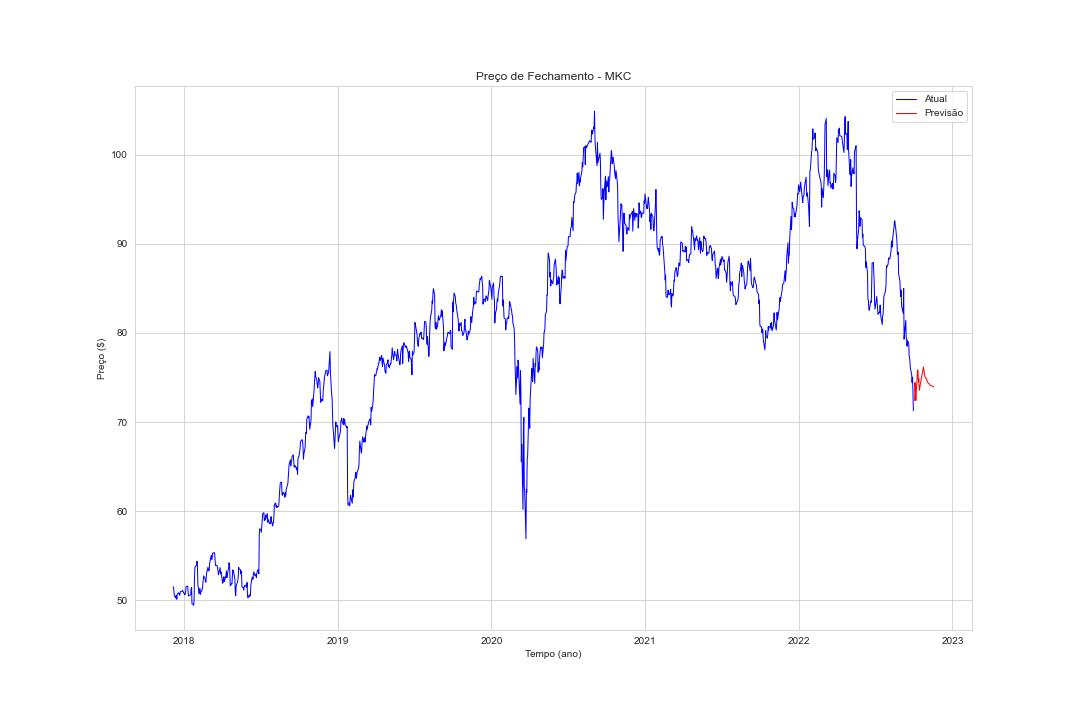 Preço de Fechamento - MKC
Atual
Previsão
Preço ($)
100
90
80
70
60
50
2018 2019 2020 2021 2022 2023
Tempo (ano)